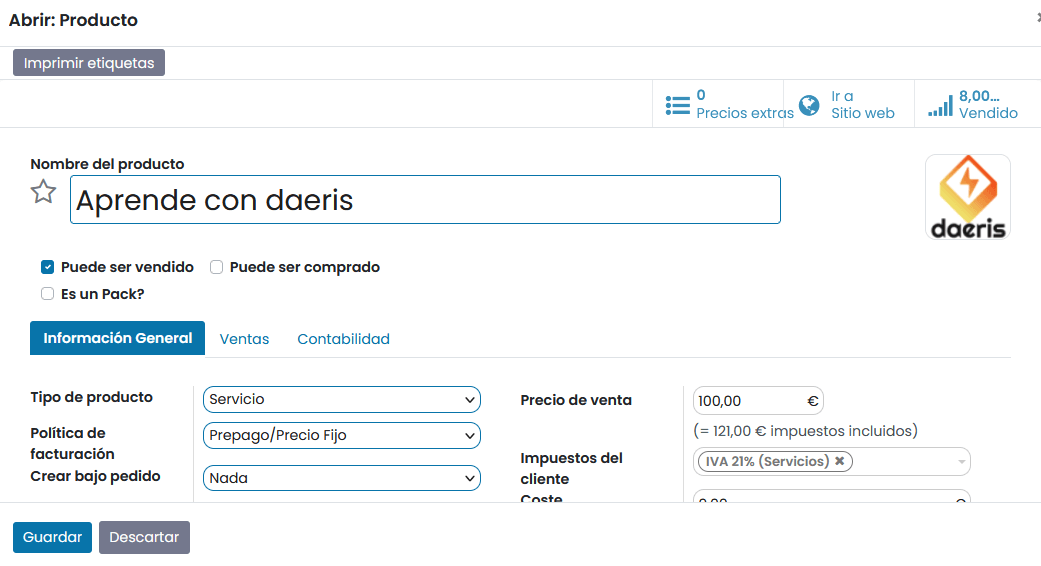 Abrir: Producto
Imprimir etiquetas
0
Precios extras
Ir a
Sitio web
8,00...
Vendido
Nombre del producto
Aprende con daeris
daeris
Puede ser vendido
Puede ser comprado
Es un Pack?
Información General
Ventas
Contabilidad
Tipo de producto
Servicio
Política de
facturación
Prepago/Precio Fijo
Crear bajo pedido
Nada
Precio de venta
100,00 €
(= 121,00 € impuestos incluidos)
Impuestos del
cliente
IVA 21% (Servicios) ✖
Coste
Guardar
Descartar